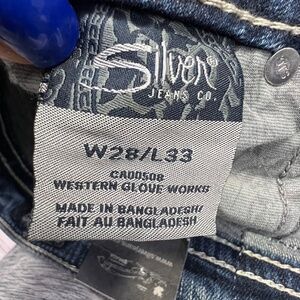 Silver®
JEANS CO.
W28/L33
CA00508
WESTERN GLOVE WORKS
MADE IN BANGLADESH/
FAIT AU BANGLADESH